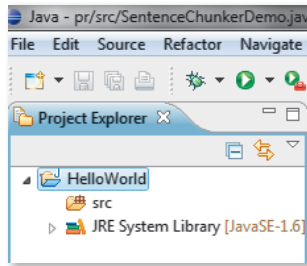 Java - pr/src/SentenceChunkerDemo.jav
File Edit Source Refactor Navigate
Project Explorer
HelloWorld
src
JRE System Library [JavaSE-1.6]